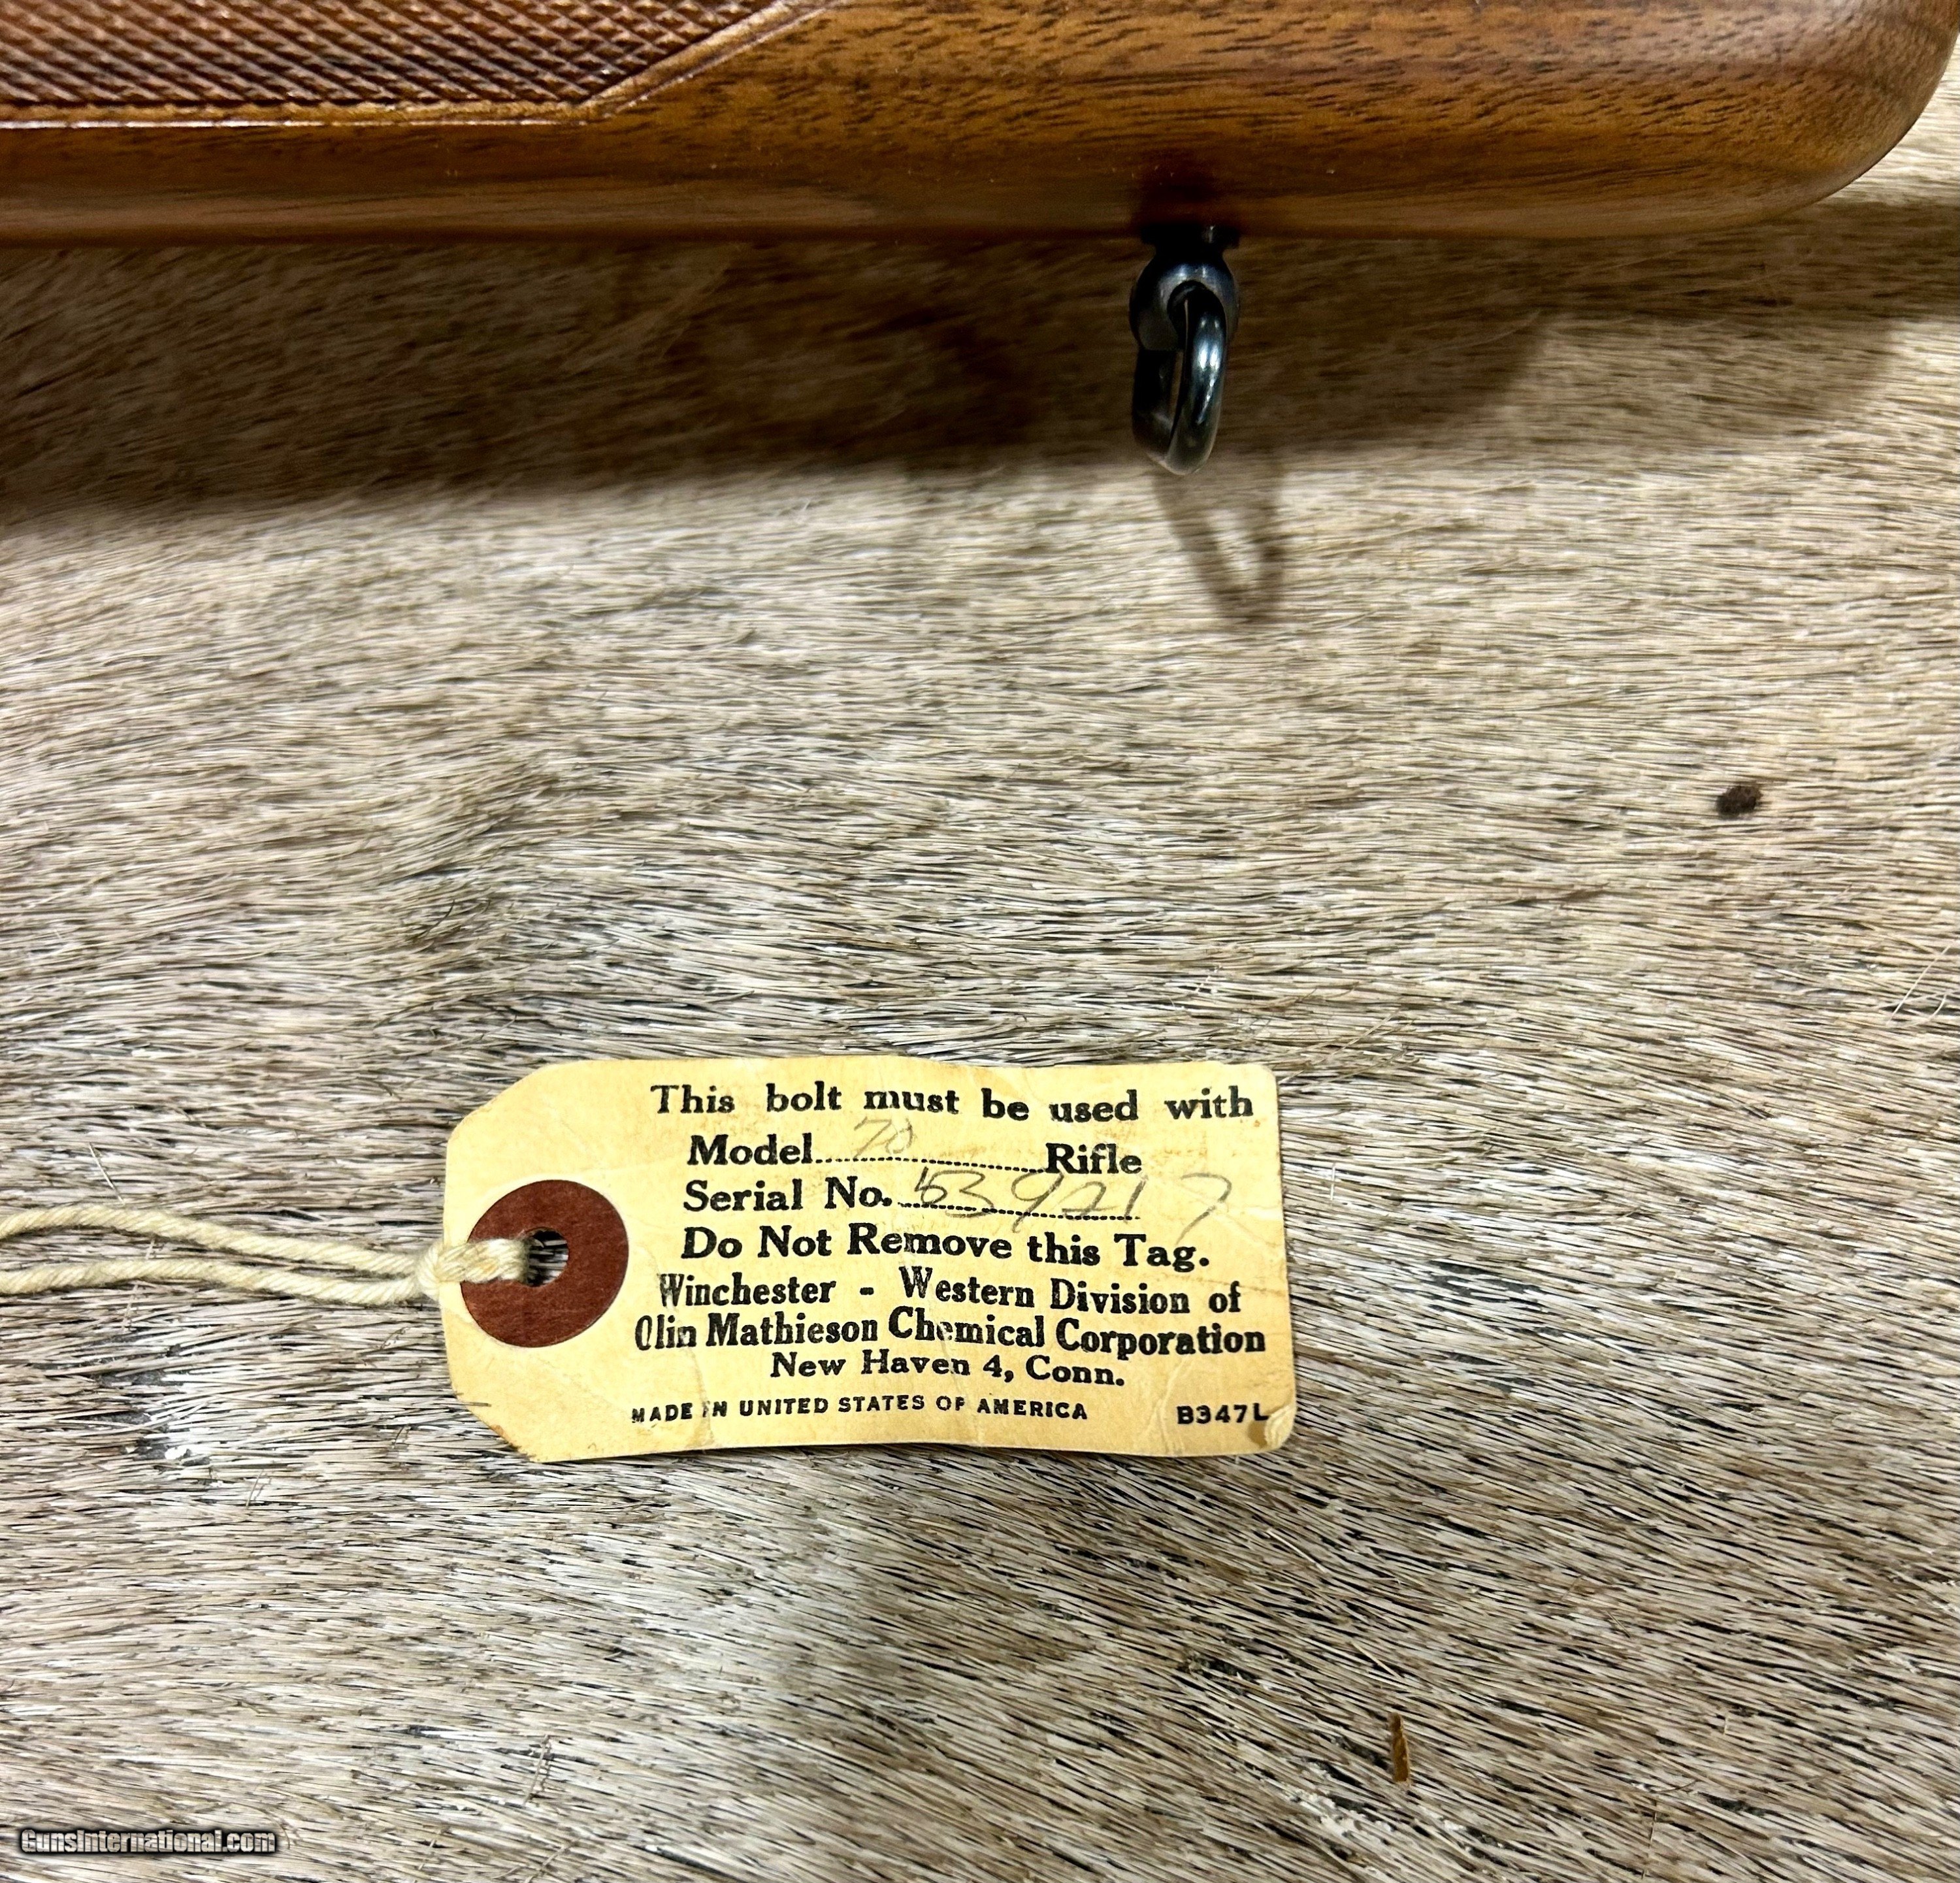 This bolt must be used with
Model 70 Rifle
Serial No. 539217
Do Not Remove this Tag.
Winchester - Western Division of
Olin Mathieson Chemical Corporation
New Haven 4, Conn.
MADE IN UNITED STATES OF AMERICA B347L
GunsInternational.com